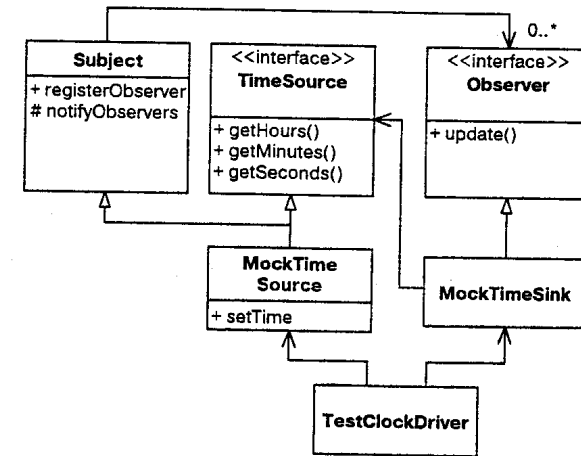 0..*
Subject
+ registerObserver
# notifyObservers
<<interface>>
TimeSource
+ getHours()
+ getMinutes()
+ getSeconds()
<<interface>>
Observer
+ update()
MockTime
Source
+ setTime
MockTimeSink
TestClockDriver